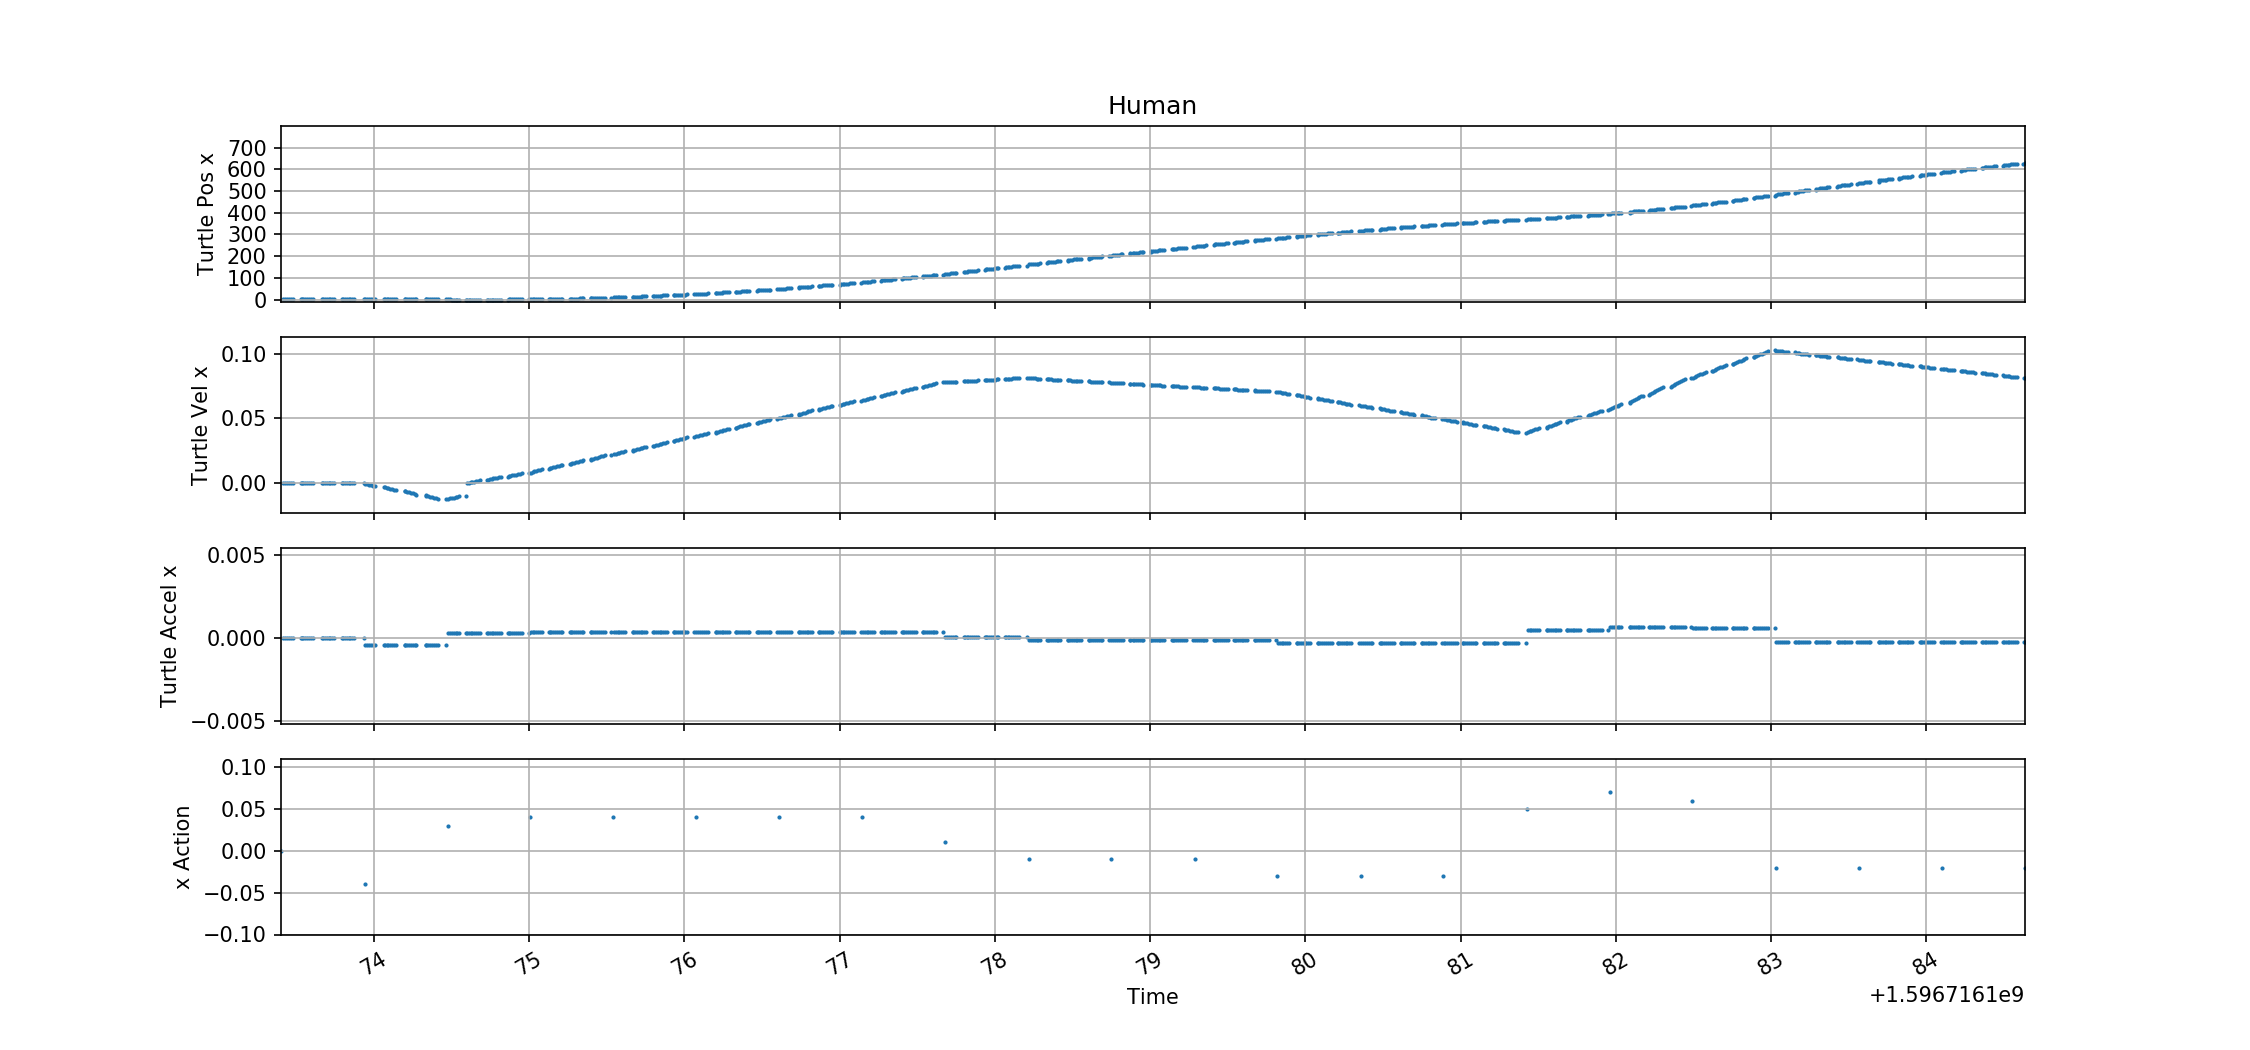 Human
Turtle Pos x
700
600
500
400
300
200
100
0
Turtle Vel x
0.10
0.05
0.00
Turtle Accel x
0.005
0.000
−0.005
x Action
0.10
0.05
0.00
−0.05
−0.10
74 75 76 77 78 79 80 81 82 83 84
Time
+1.5967161e9